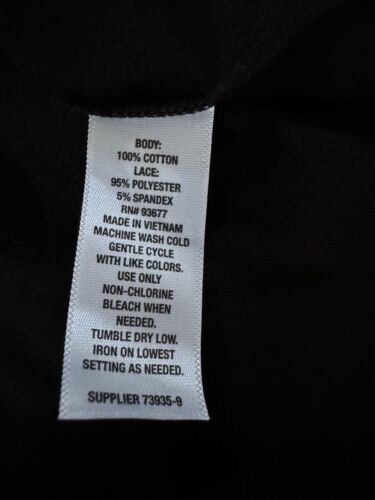 BODY:
100% COTTON
LACE:
95% POLYESTER
5% SPANDEX
RN# 93677
MADE IN VIETNAM
MACHINE WASH COLD
GENTLE CYCLE
WITH LIKE COLORS.
USE ONLY
NON-CHLORINE
BLEACH WHEN
NEEDED.
TUMBLE DRY LOW.
IRON ON LOWEST
SETTING AS NEEDED.
SUPPLIER 73935-9